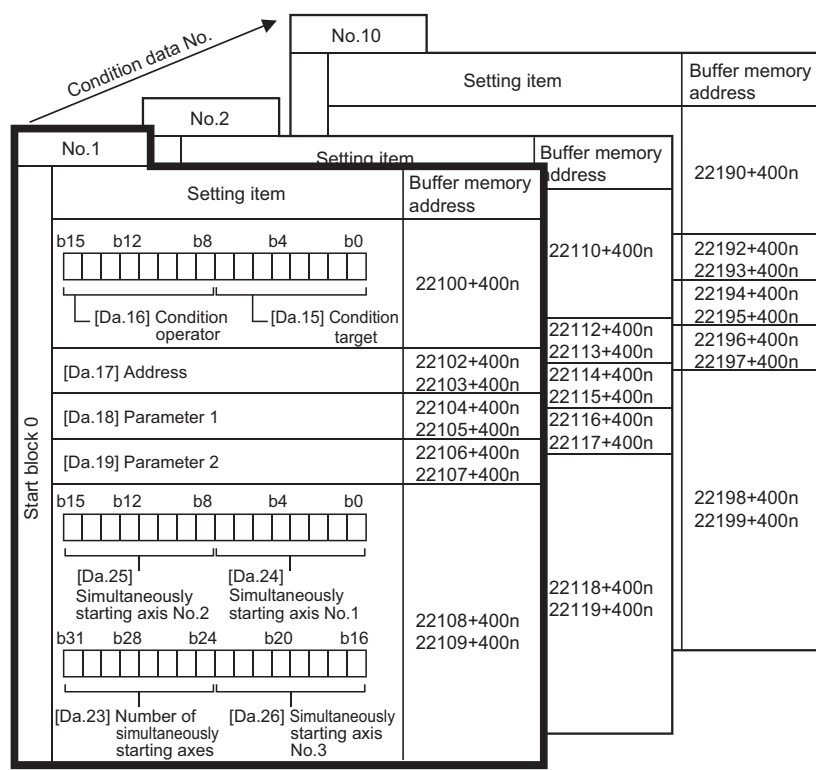 Condition data No.
No.10
Setting item
Buffer memory
address
22190+400n
22192+400n
22193+400n
22194+400n
22195+400n
22196+400n
22197+400n
22198+400n
22199+400n
No.2
Setting item
Buffer memory
address
22110+400n
22112+400n
22113+400n
22114+400n
22115+400n
22116+400n
22117+400n
22118+400n
22119+400n
No.1
Start block 0
Setting item
Buffer memory
address
b15 b12 b8 b4 b0
[Da.16] Condition
operator
[Da.15] Condition
target
22100+400n
[Da.17] Address
22102+400n
22103+400n
[Da.18] Parameter 1
22104+400n
22105+400n
[Da.19] Parameter 2
22106+400n
22107+400n
b15 b12 b8 b4 b0
[Da.25]
Simultaneously
starting axis No.2
[Da.24]
Simultaneously
starting axis No.1
b31 b28 b24 b20 b16
[Da.23] Number of
simultaneously
starting axes
[Da.26] Simultaneously
starting axis
No.3
22108+400n
22109+400n